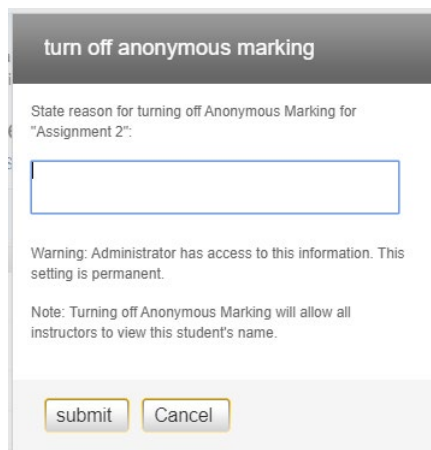 turn off anonymous marking
State reason for turning off Anonymous Marking for
"Assignment 2":
Warning: Administrator has access to this information. This
setting is permanent.
Note: Turning off Anonymous Marking will allow all
instructors to view this student's name.
submit Cancel